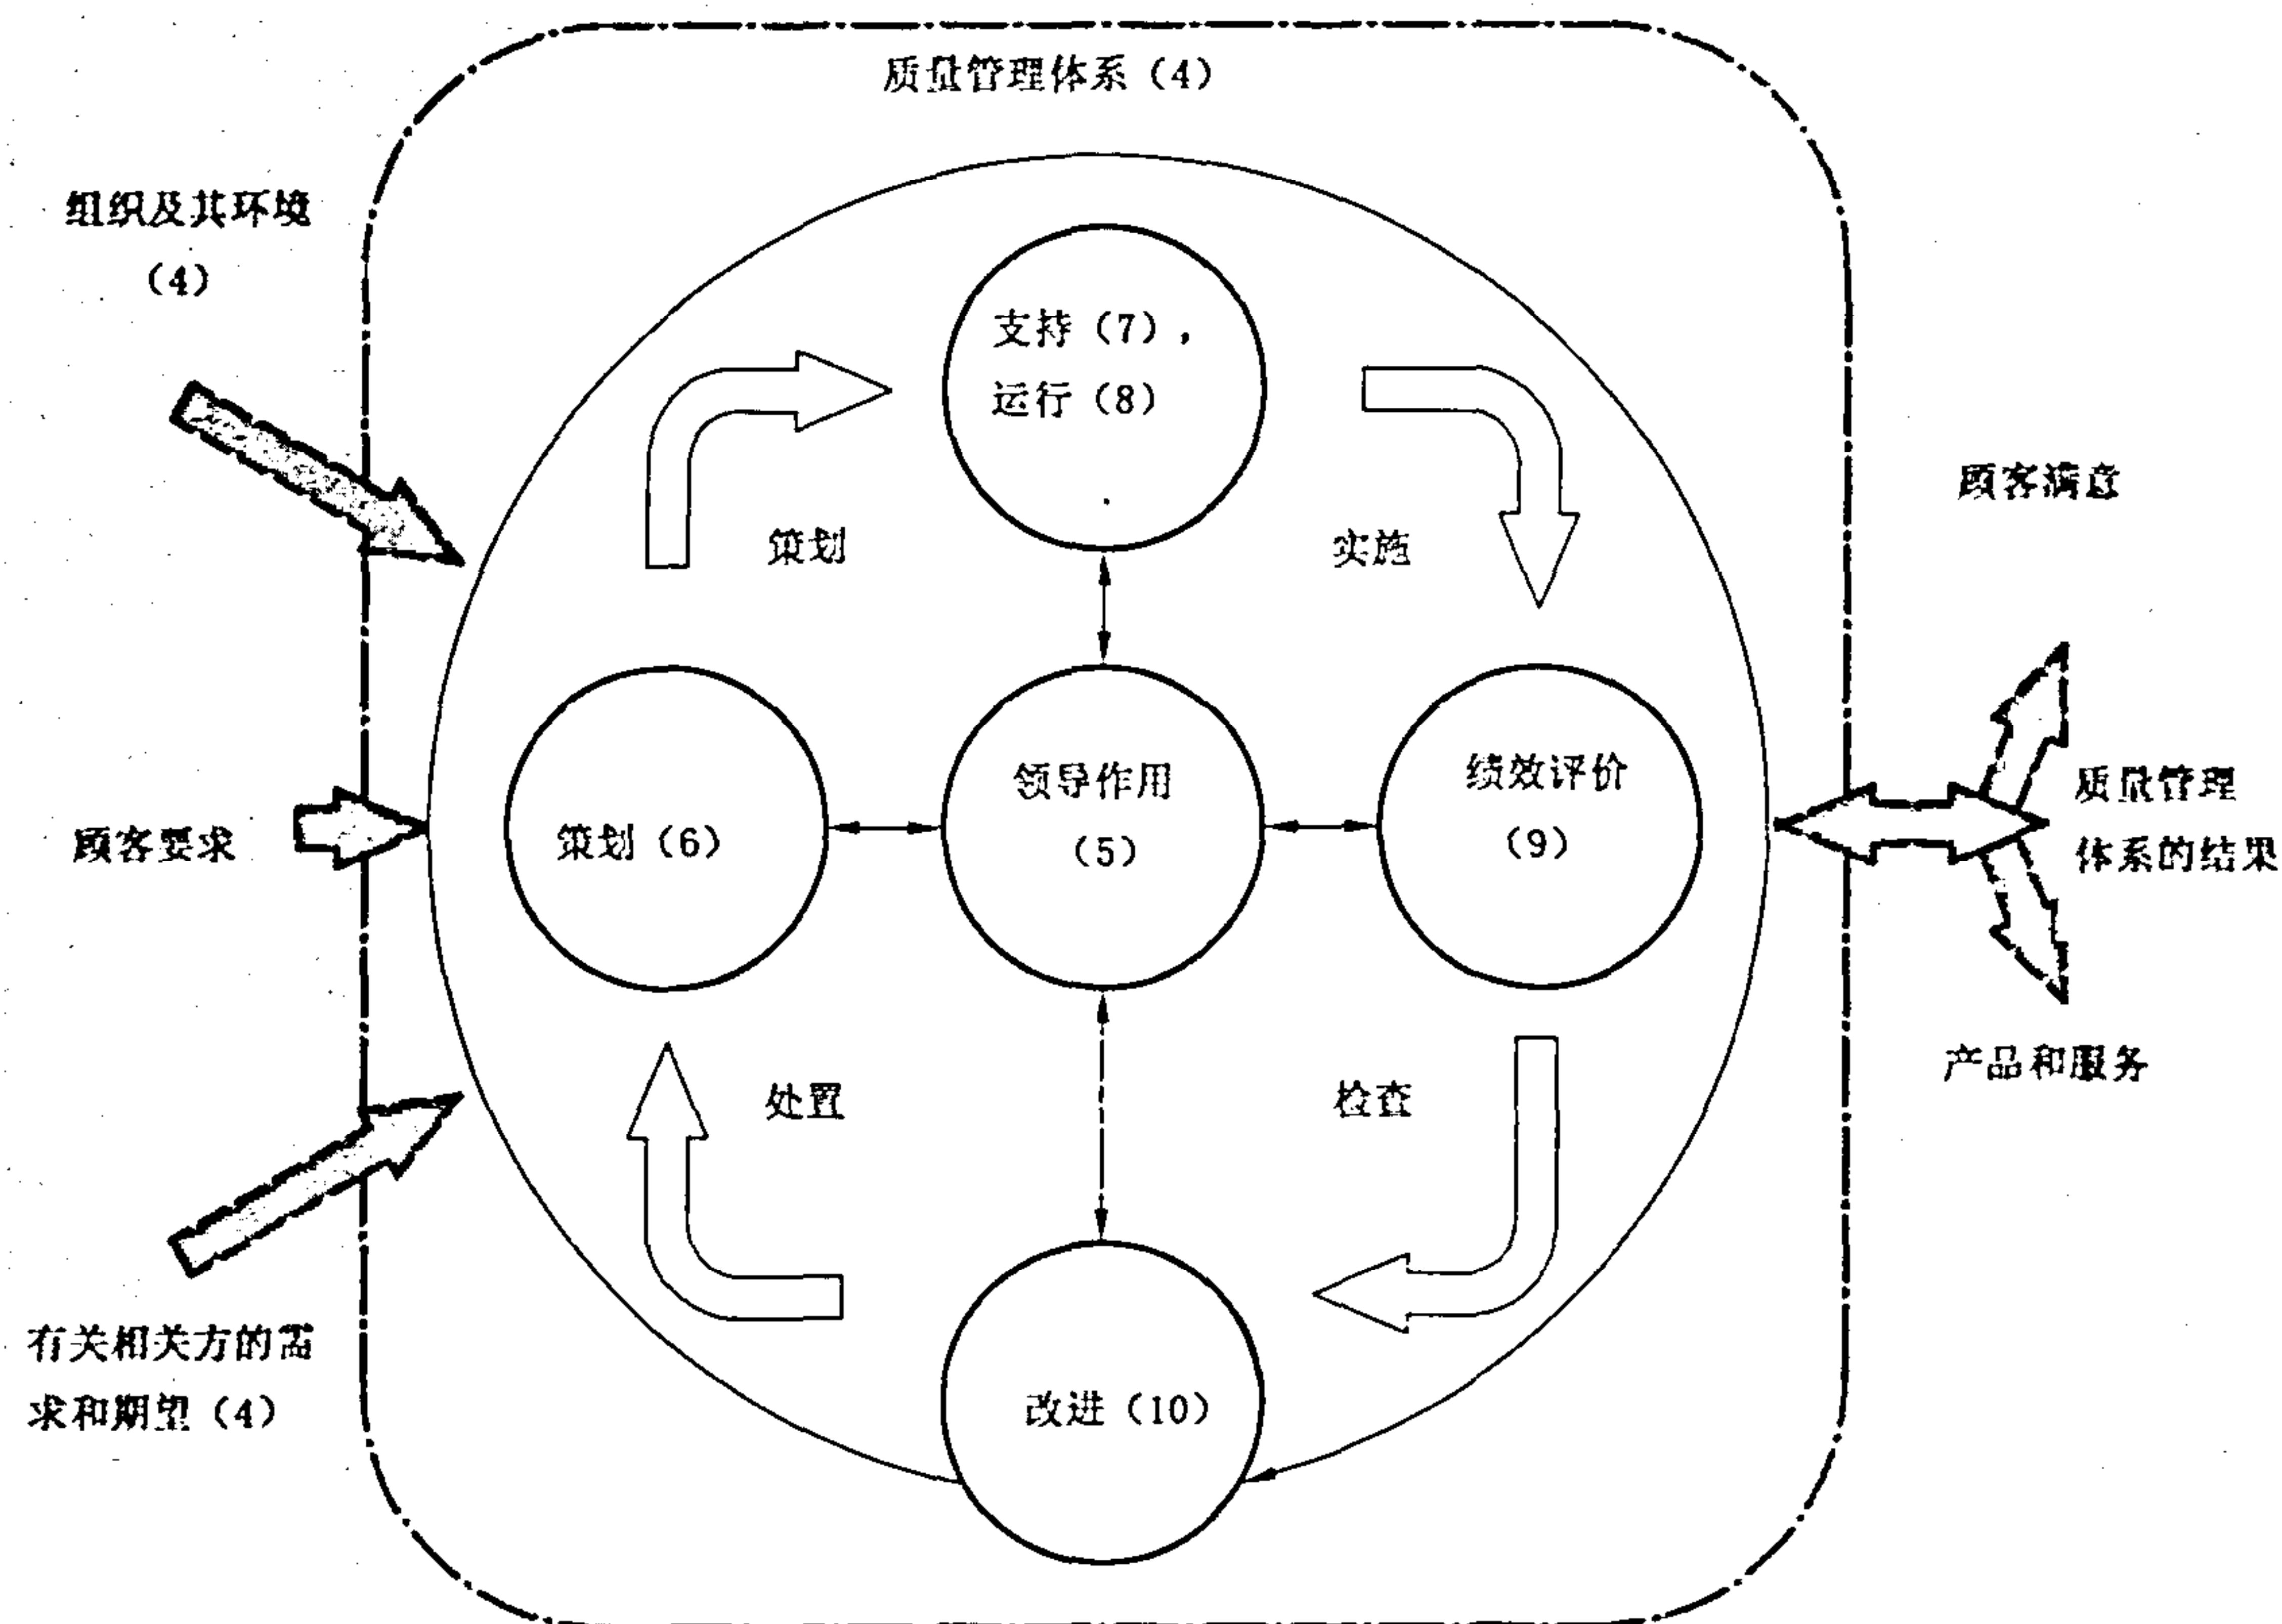 质量管理体系（4）
组织及其环境
（4）
支持（7），
运行（8）
策划
实施
顾客满意
顾客要求
策划（6）
领导作用
（5）
绩效评价
（9）
质量管理
体系的结果
处置
检查
产品和服务
有关相关方的需
求和期望（4）
改进（10）